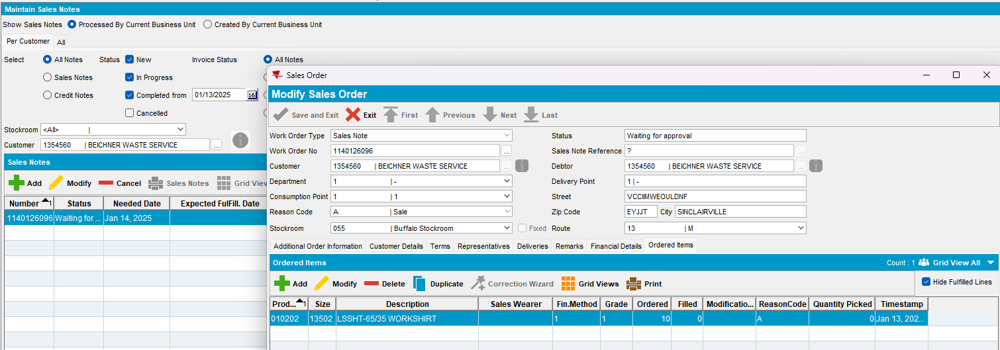 Maintain Sales Notes
Show Sales Notes Processed By Current Business Unit Created By Current Business Unit
Per Customer All
Select All Notes Status New Invoice Status All Notes
Sales Notes In Progress
Credit Notes Completed from 01/13/2025 16
Cancelled
Stockroom <All> |
Customer 1354560 | BEICHNER WASTE SERVICE ...
Sales Notes
Add Modify Cancel Sales Notes Grid View
Number 1 Status Needed Date Expected FulFill. Date
1140126096 Waiting for ... Jan 14, 2025
Sales Order
Modify Sales Order
Save and Exit Exit First Previous Next Last
Work Order Type Sales Note Status Waiting for approval
Work Order No 1140126096 ... Sales Note Reference ? ...
Customer 1354560 | BEICHNER WASTE SERVICE ... Debtor 1354560 | BEICHNER WASTE SERVICE ...
Department 1 | - Delivery Point 1 | -
Consumption Point 1 | 1 Street VCCIIMWEOULDNF
Reason Code A | Sale Zip Code EYJJT City SINCLAIRVILLE
Stockroom 055 | Buffalo Stockroom Fixed Route 13 | M
Additional Order Information Customer Details Terms Representatives Deliveries Remarks Financial Details Ordered Items
Ordered Items Count : 1 Grid View All
Add Modify Delete Duplicate Correction Wizard Grid Views Print Hide Fulfilled Lines
Prod... 1 Size Description Sales Wearer Fin.Method Grade Ordered Filled Modificatio... ReasonCode Quantity Picked Timestamp
010202 13502 LSSHT-65/35 WORKSHIRT 1 1 10 0 A 0 Jan 13, 202...